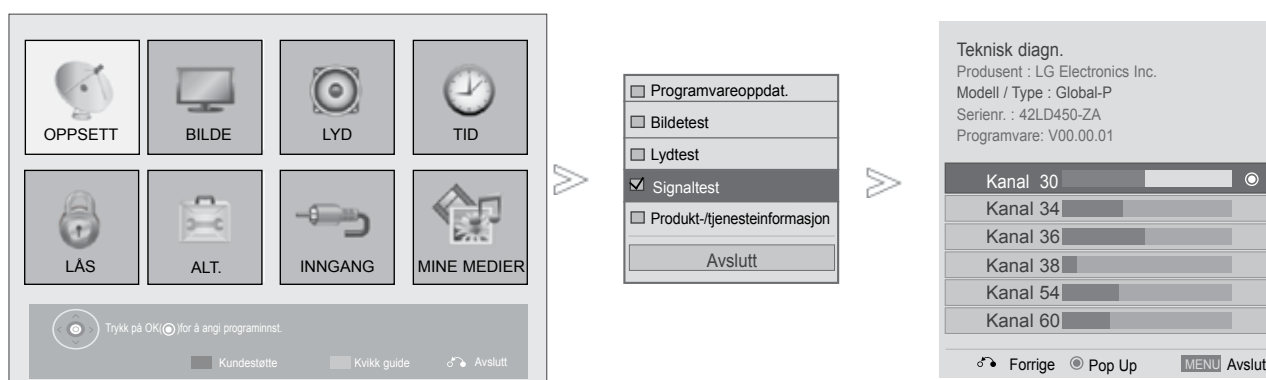 OPPSETT BILDE LYD TID
LÅS ALT. INNGANG MINE MEDIER
Trykk på OK(◉)for å angi programinnst.
Kundestøtte Kvikk guide Avslutt
Programvareoppdat.
Bildetest
Lydtest
Signaltest
Produkt-/tjenesteinformasjon
Avslutt
Teknisk diagn.
Produsent : LG Electronics Inc.
Modell / Type : Global-P
Serienr. : 42LD450-ZA
Programvare: V00.00.01
Kanal 30
Kanal 34
Kanal 36
Kanal 38
Kanal 54
Kanal 60
Forrige Pop Up MENU Avslut